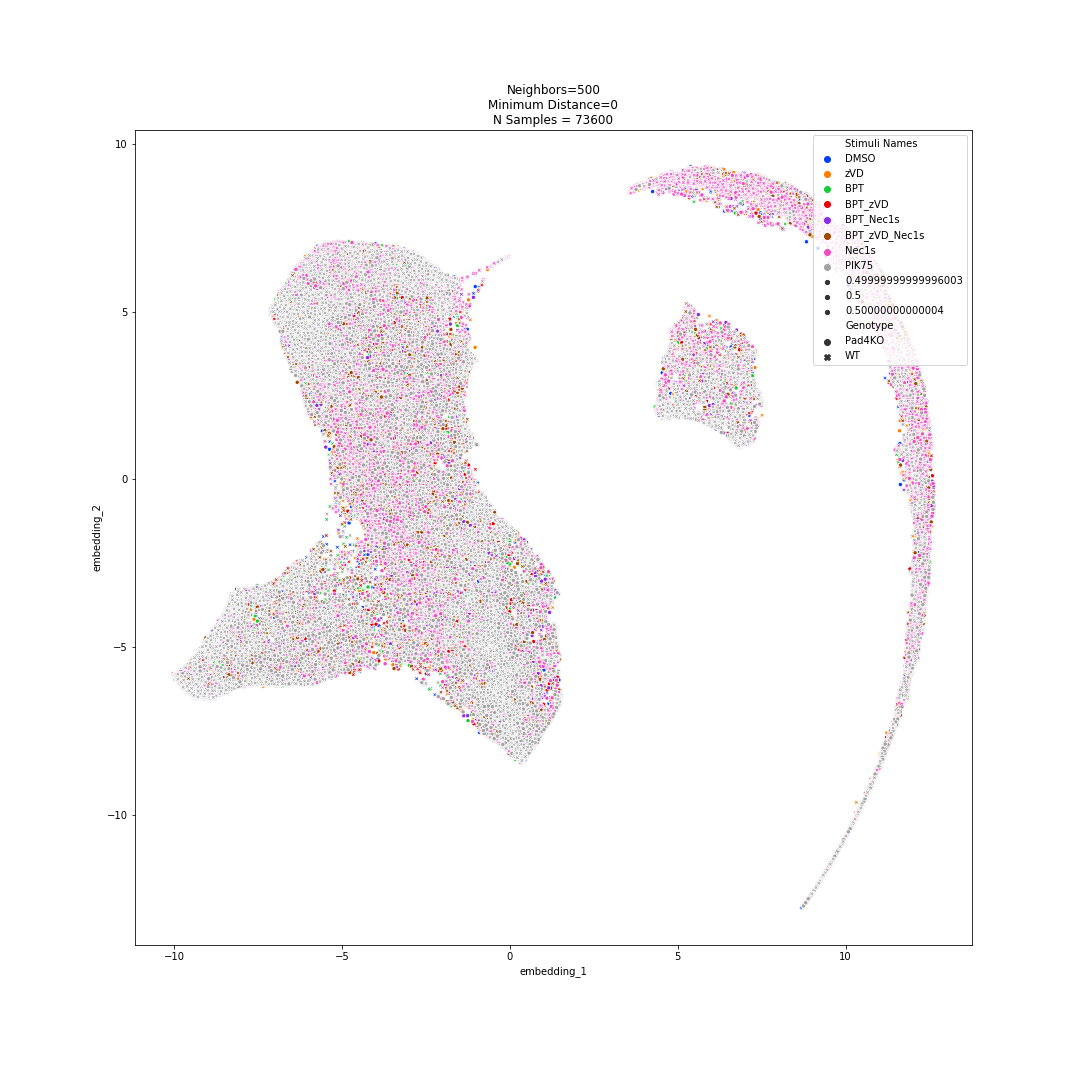 Neighbors=500
Minimum Distance=0
N Samples = 73600
Stimuli Names
DMSO
zVD
BPT
BPT_zVD
BPT_Nec1s
BPT_zVD_Nec1s
Nec1s
PIK75
0.49999999999996003
0.5
0.50000000000004
Genotype
Pad4KO
WT
10
5
0
−5
−10
embedding_2
−10
−5
0
5
10
embedding_1